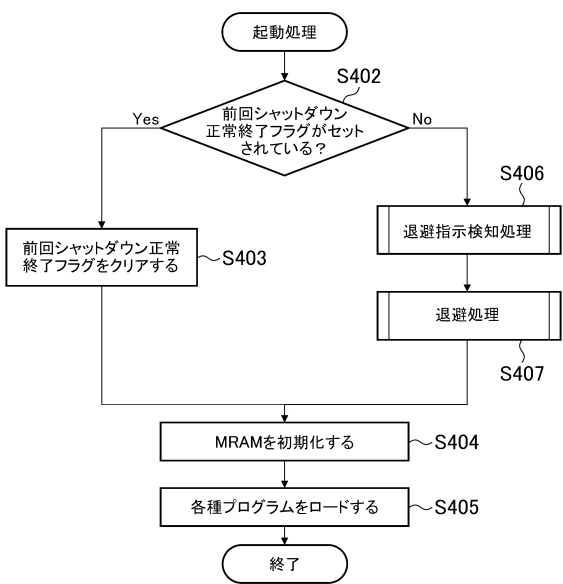 起動処理
S402
前回シャットダウン
正常終了フラグがセット
されている?
Yes
No
S406
退避指示検知処理
前回シャットダウン正常
終了フラグをクリアする
S403
退避処理
S407
MRAMを初期化する
S404
各種プログラムをロードする
S405
終了